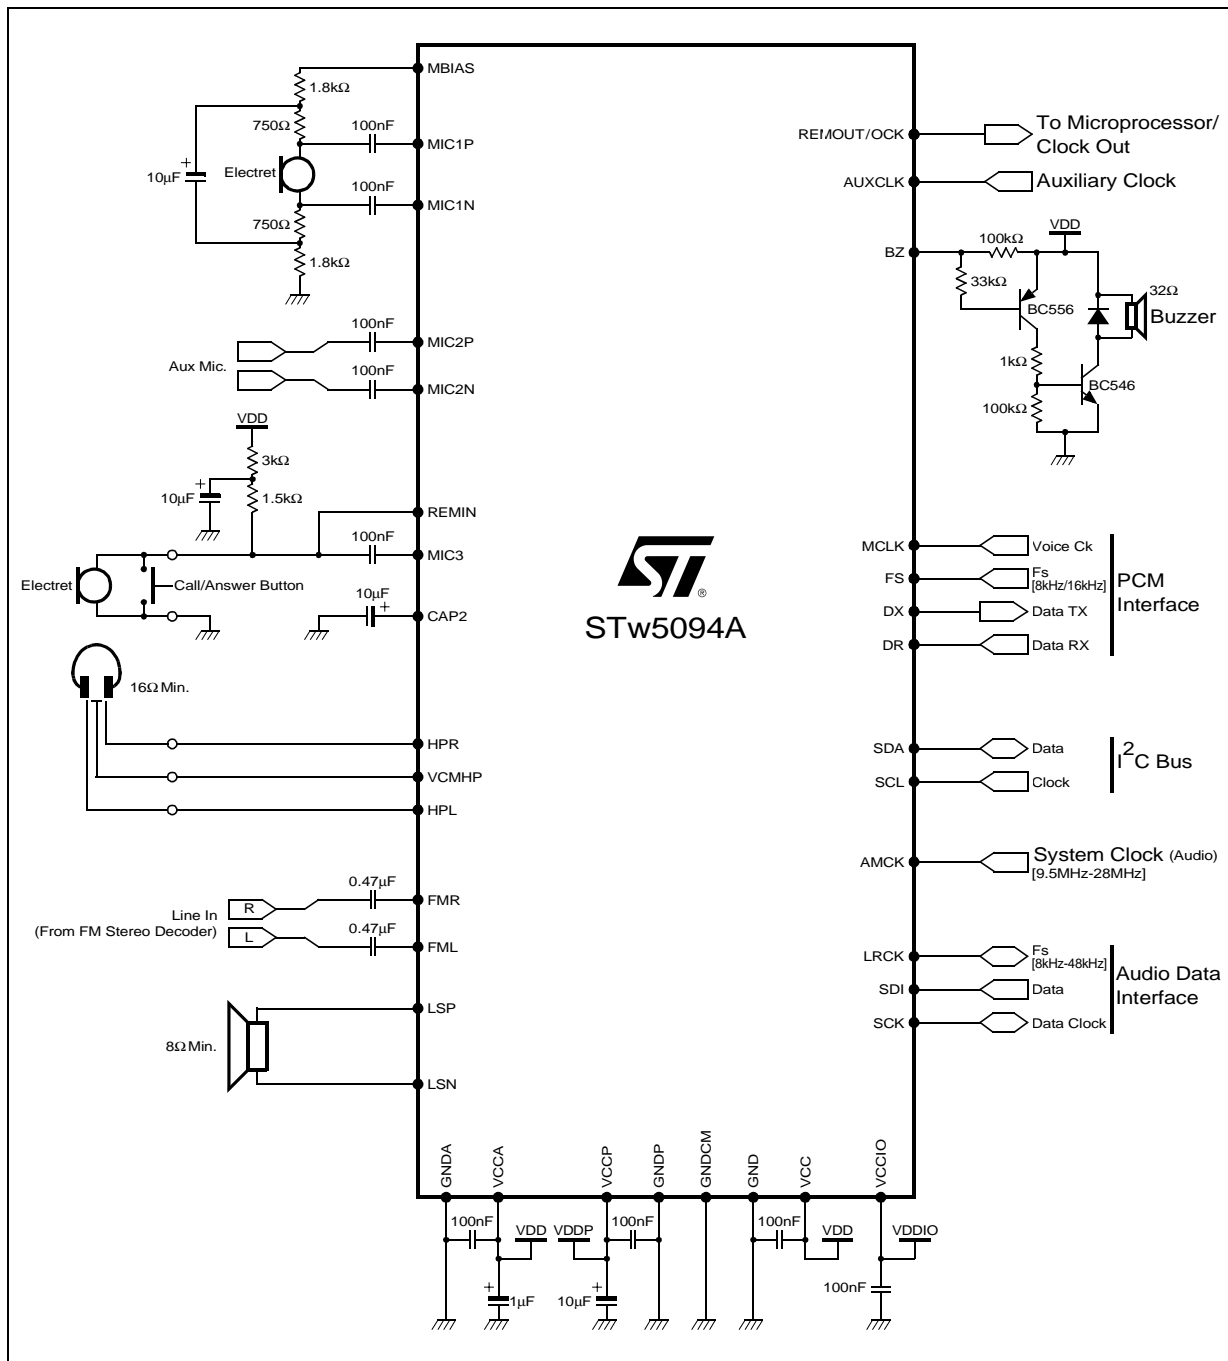 MBIAS
1.8kΩ
750Ω
100nF
MIC1P
Electret
10µF
+
100nF
MIC1N
750Ω
1.8kΩ
100nF
MIC2P
Aux Mic.
100nF
MIC2N
VDD
3kΩ
+
10µF
1.5kΩ
REMIN
100nF
MIC3
Electret
Call/Answer Button
10µF
+
CAP2
16Ω Min.
HPR
VCMHP
HPL
0.47µF
R
FMR
Line In
(From FM Stereo Decoder)
L
0.47µF
FML
LSP
8Ω Min.
LSN
ST
®
STw5094A
REMOUT/OCK
To Microprocessor/
Clock Out
AUXCLK
Auxiliary Clock
VDD
BZ
100kΩ
33kΩ
BC556
32Ω
Buzzer
1kΩ
BC546
100kΩ
MCLK
Voice Ck
FS
Fs
[8kHz/16kHz]
DX
Data TX
DR
Data RX
PCM
Interface
SDA
Data
SCL
Clock
I2C Bus
AMCK
System Clock (Audio)
[9.5MHz-28MHz]
LRCK
Fs
[8kHz-48kHz]
SDI
Data
SCK
Data Clock
Audio Data
Interface
GNDA
VCCA
VCCP
GNDP
GNDCM
GND
VCC
VCCIO
100nF
VDD
VDDP
100nF
100nF
VDD
VDDIO
+
1µF
10µF
+
100nF